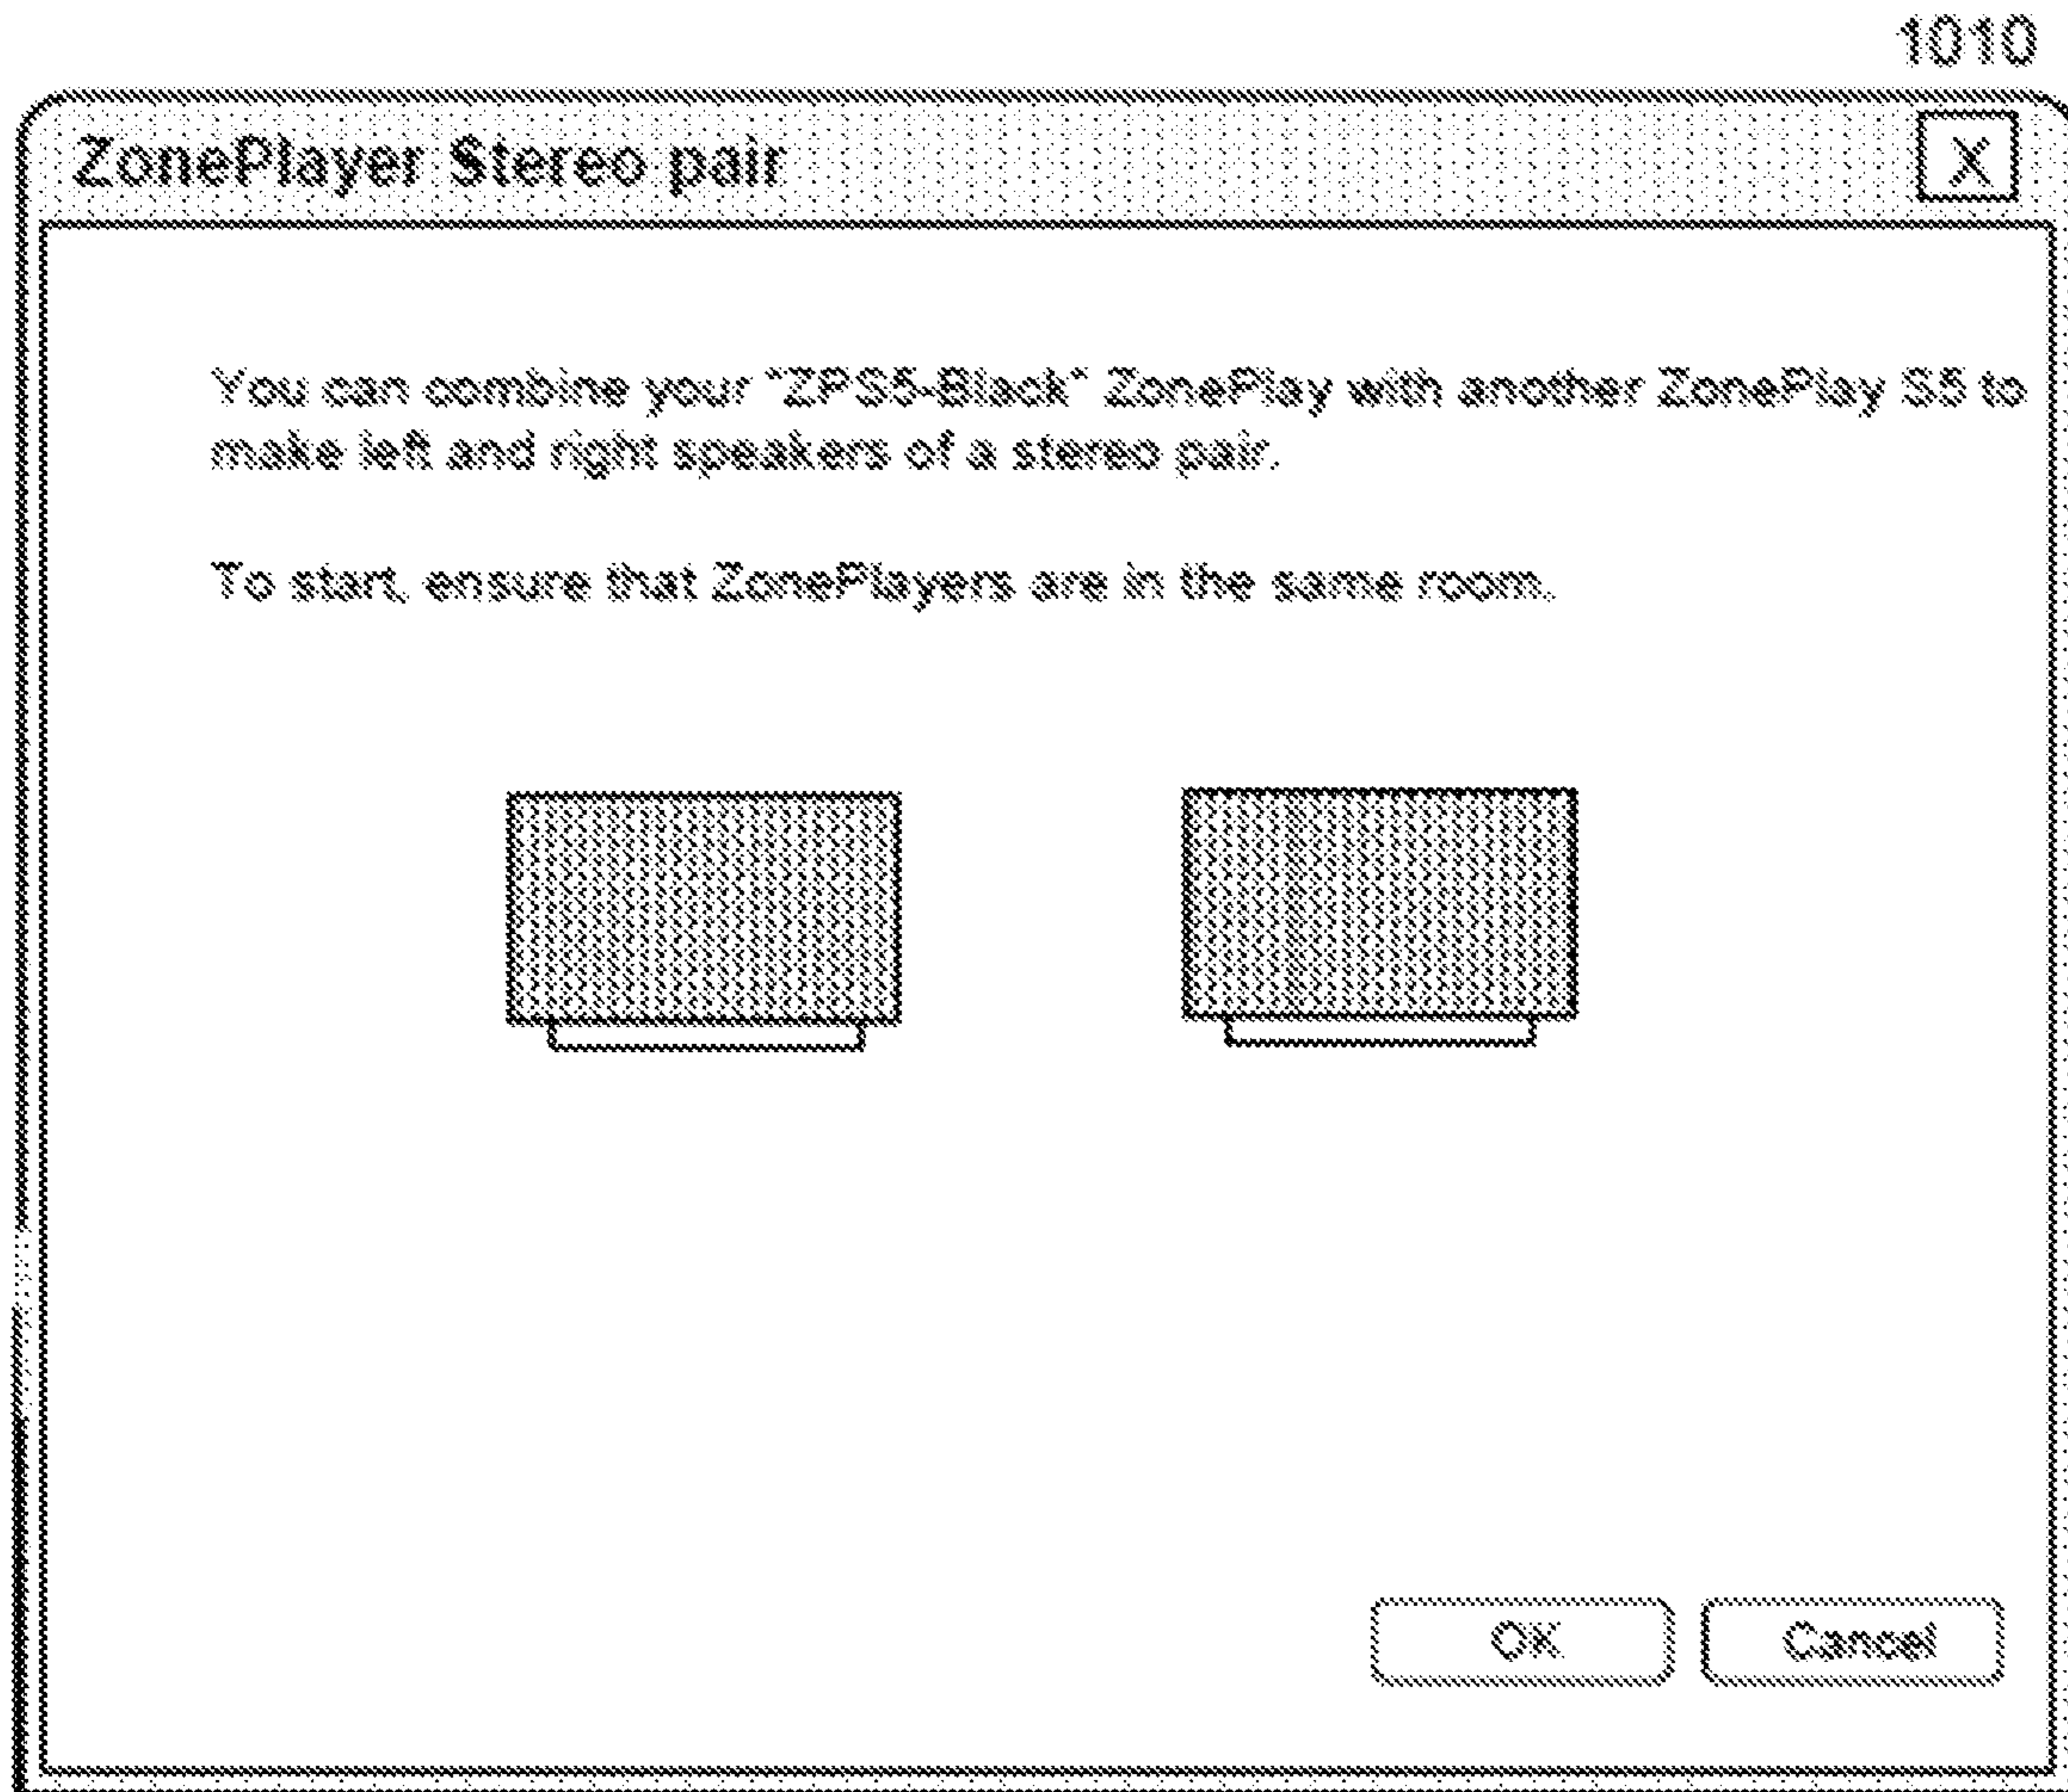 1010
ZonePlayer Stereo pair
X
You can combine your "ZPS5-Black" ZonePlay with another ZonePlay S5 to
make left and right speakers of a stereo pair.
To start, ensure that ZonePlayers are in the same room.
OK
Cancel